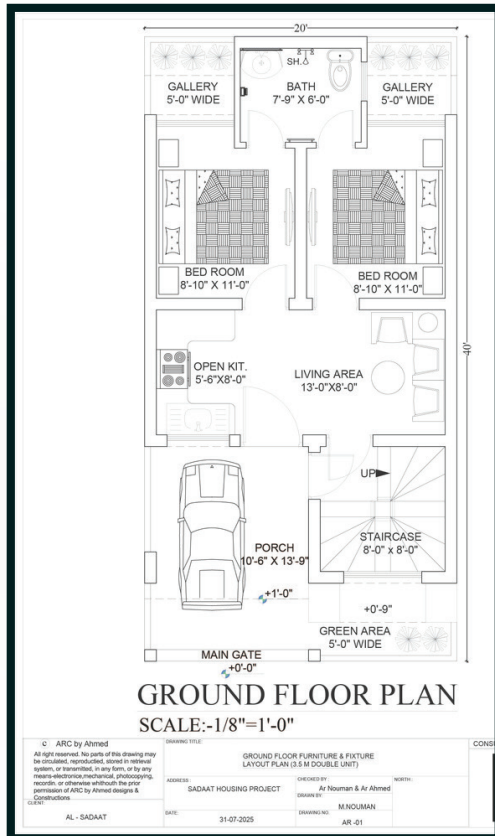 20'
SH.
GALLERY
5'-0" WIDE
BATH
7'-9" X 6'-0"
GALLERY
5'-0" WIDE
BED ROOM
8'-10" X 11'-0"
BED ROOM
8'-10" X 11'-0"
40'
OPEN KIT.
5'-6"X8'-0"
LIVING AREA
13'-0"X8'-0"
UP
STAIRCASE
8'-0" x 8'-0"
PORCH
10'-6" X 13'-9"
+1'-0"
+0'-9"
GREEN AREA
5'-0" WIDE
MAIN GATE
+0'-0"
GROUND FLOOR PLAN
SCALE:-1/8"=1'-0"
C ARC by Ahmed
All right reserved. No parts of this drawing may
be circulated, reproductied, stored in retrieval
system, or transmitted, in any form, or by any
means-electronice,mechanical, photocopying,
recordin. or otherwise whithouth the prior
permission of ARC by Ahmed designs &
Constructions
CLIENT:
AL - SADAAT
DRAWING TITLE:
GROUND FLOOR FURNITURE & FIXTURE
LAYOUT PLAN (3.5 M DOUBLE UNIT)
ADDRESS:
SADAAT HOUSING PROJECT
DATE:
31-07-2025
CHECKED BY :
Ar Nouman & Ar Ahmed
DRAWN BY:
M.NOUMAN
DRAWING NO.
AR -01
NORTH:
CONS